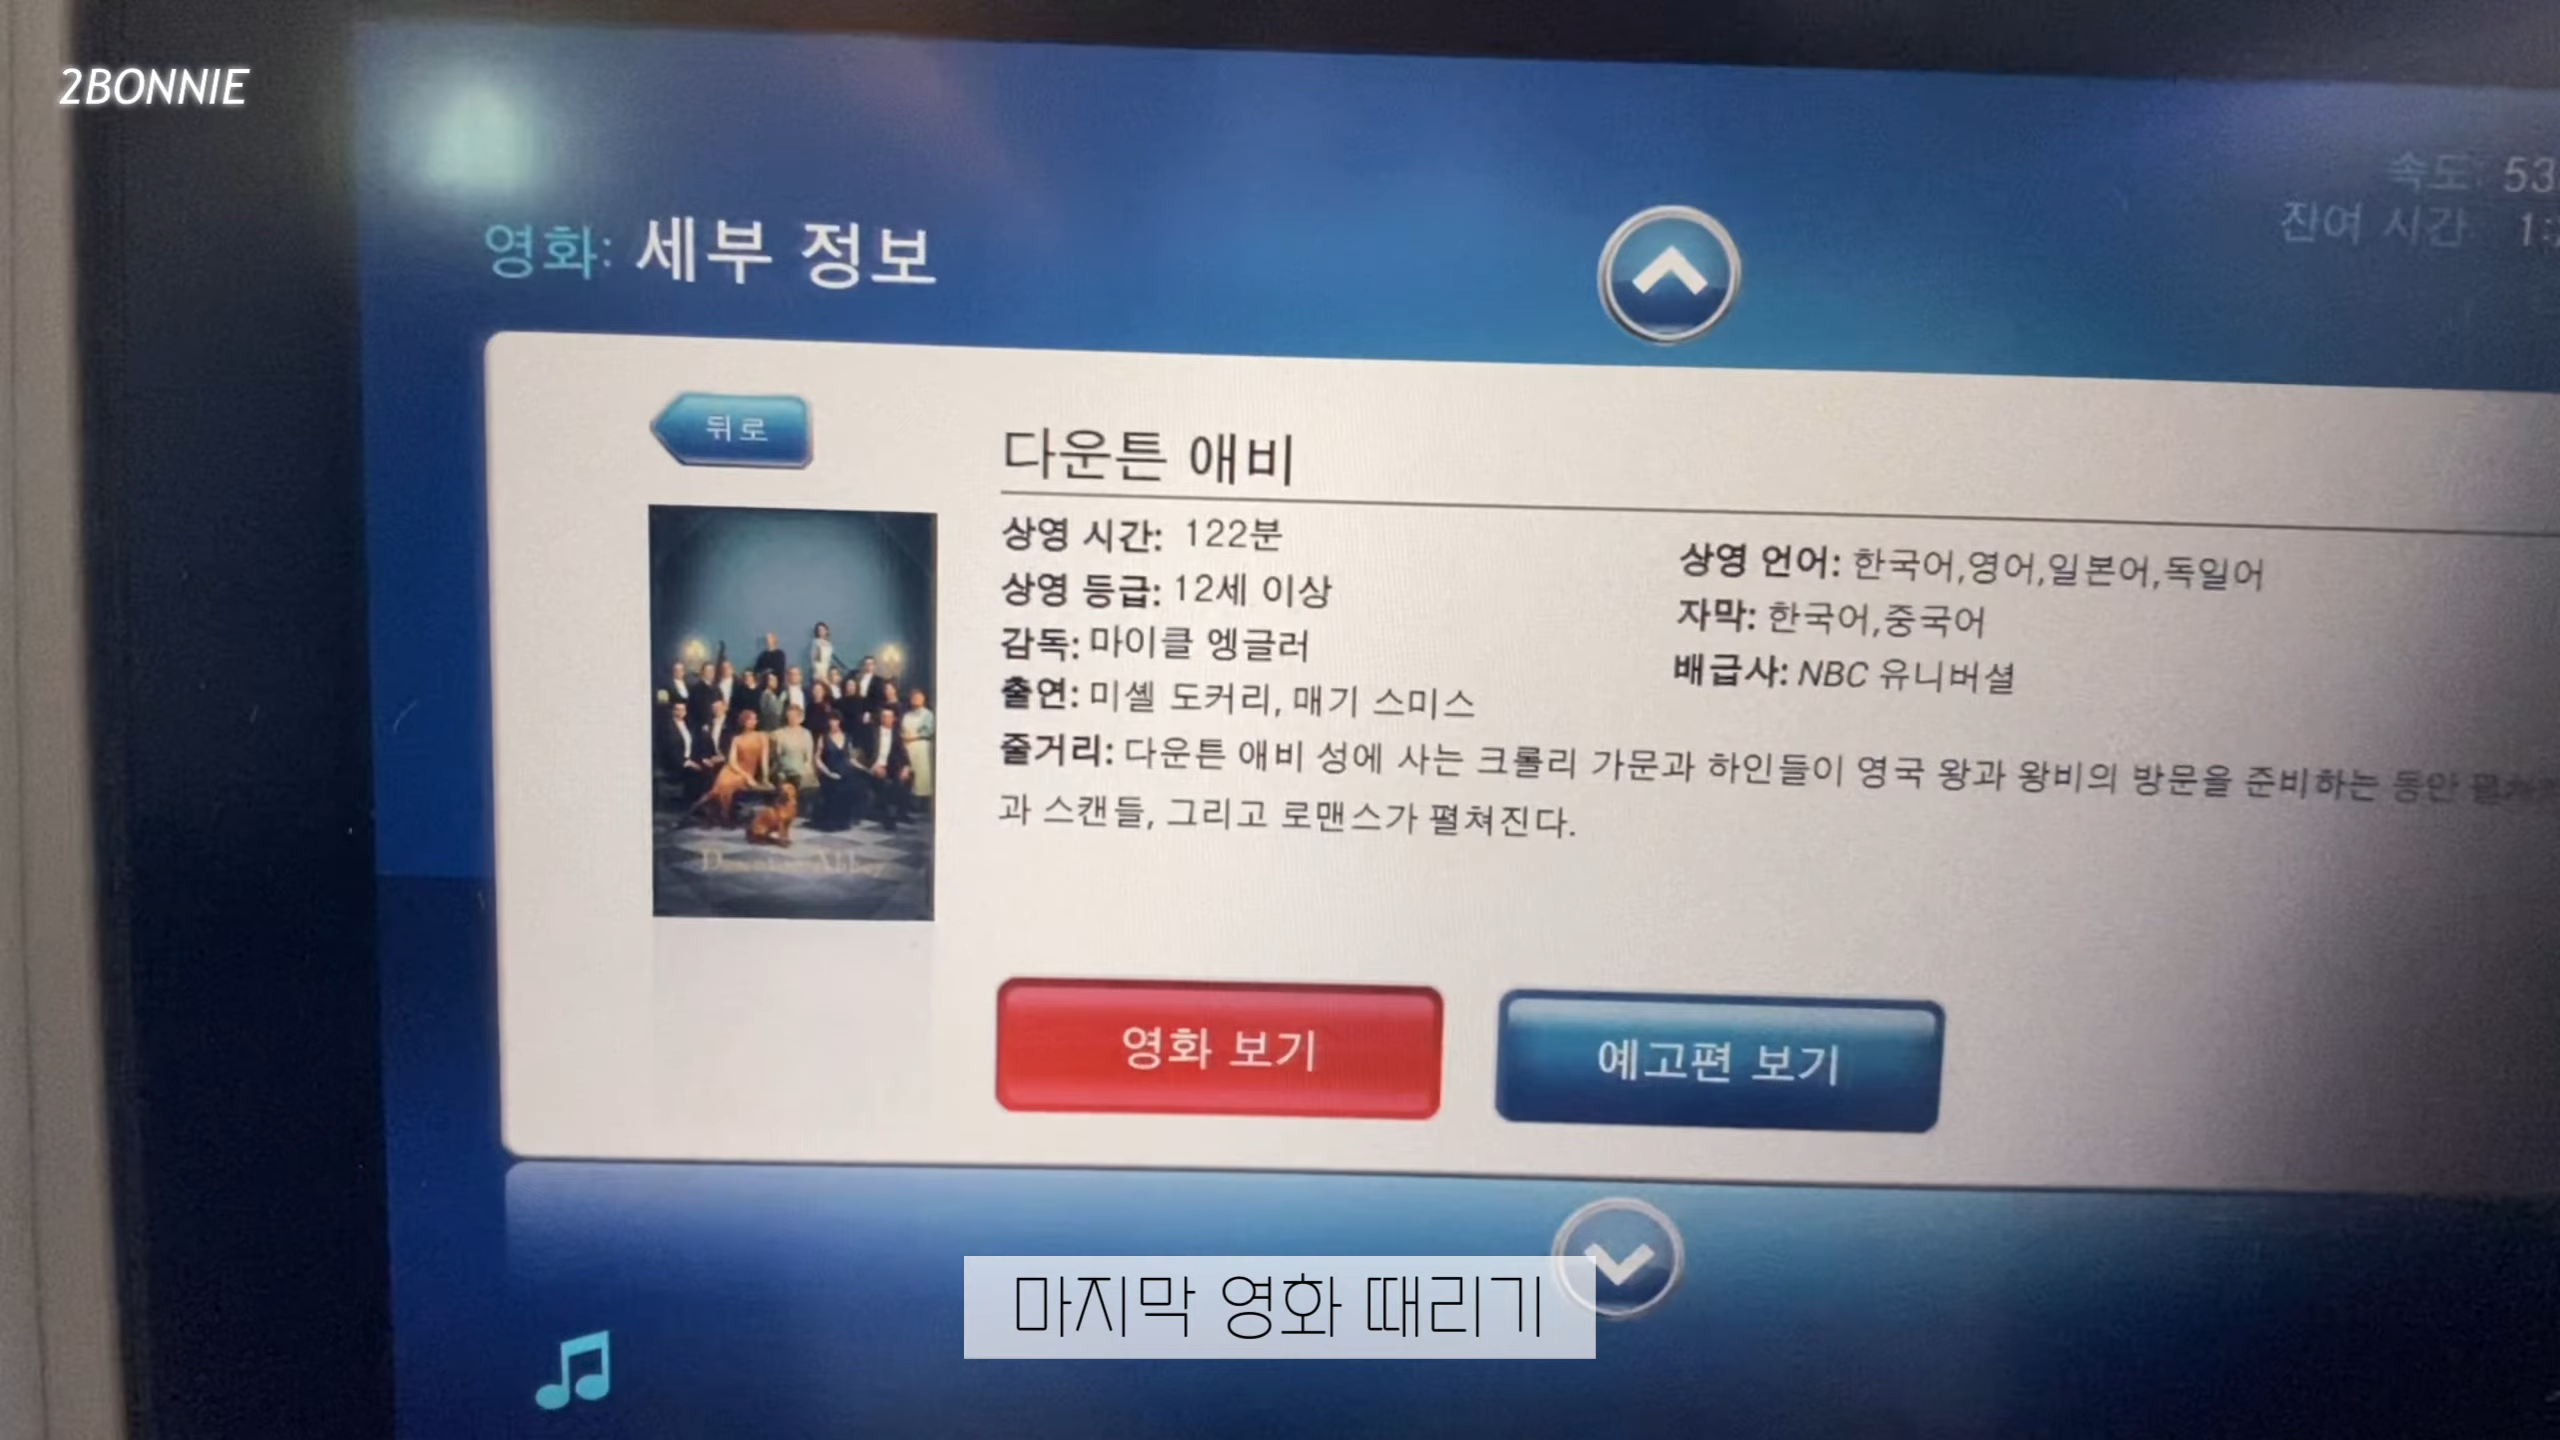 2BONNIE
속도: 53
잔여 시간: 1:
영화: 세부 정보
뒤로
다운튼 애비
상영 시간: 122분
상영 등급: 12세 이상
감독: 마이클 엥글러
출연: 미셸 도커리, 매기 스미스
상영 언어: 한국어,영어,일본어,독일어
자막: 한국어,중국어
배급사: NBC 유니버셜
줄거리: 다운튼 애비 성에 사는 크롤리 가문과 하인들이 영국 왕과 왕비의 방문을 준비하는 동안
과 스캔들, 그리고 로맨스가 펼쳐진다.
Downton Abbey
영화 보기
예고편 보기
마지막 영화 때리기